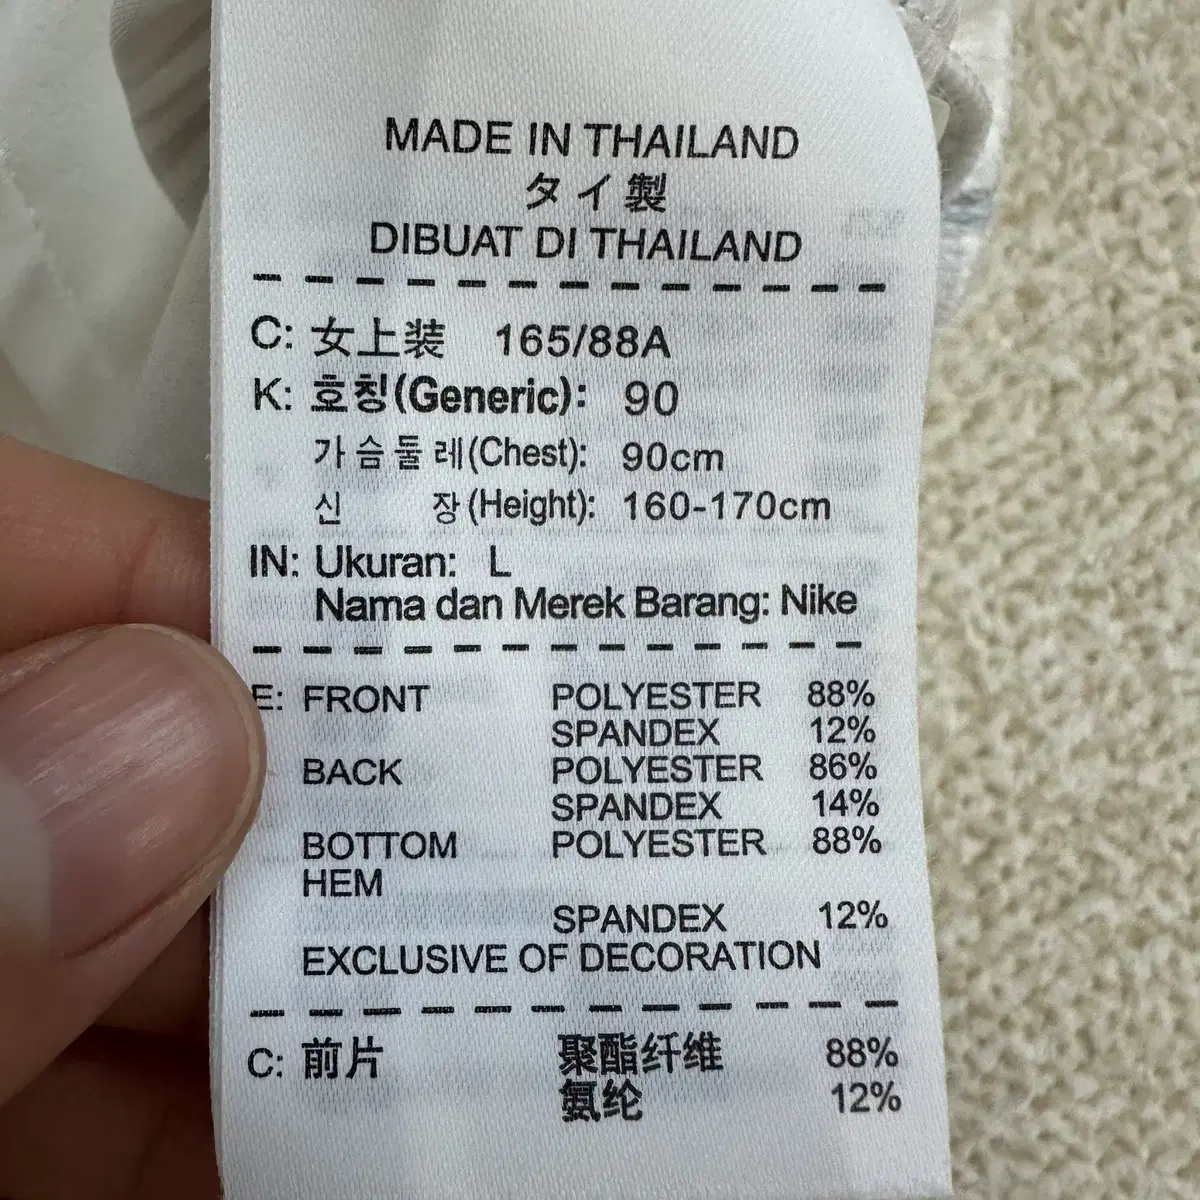 MADE IN THAILAND
タイ製
DIBUAT DI THAILAND
C: 女上装 165/88A
K: 호칭(Generic): 90
가슴둘레(Chest): 90cm
신 장(Height): 160-170cm
IN: Ukuran: L
Nama dan Merek Barang: Nike
E: FRONT POLYESTER 88%
SPANDEX 12%
BACK POLYESTER 86%
SPANDEX 14%
BOTTOM POLYESTER 88%
HEM
SPANDEX 12%
EXCLUSIVE OF DECORATION
C: 前片 聚酯纤维 88%
氨纶 12%